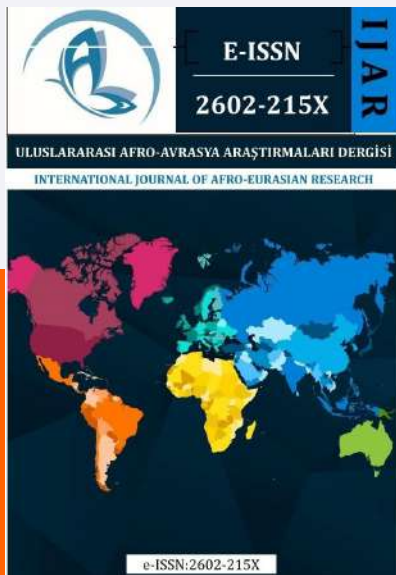 E-ISSN
2602-215X
IJAR
ULUSLARARASI AFRO-AVRASYA ARAŞTIRMALARI DERGİSİ
INTERNATIONAL JOURNAL OF AFRO-EURASIAN RESEARCH
e-ISSN:2602-215X